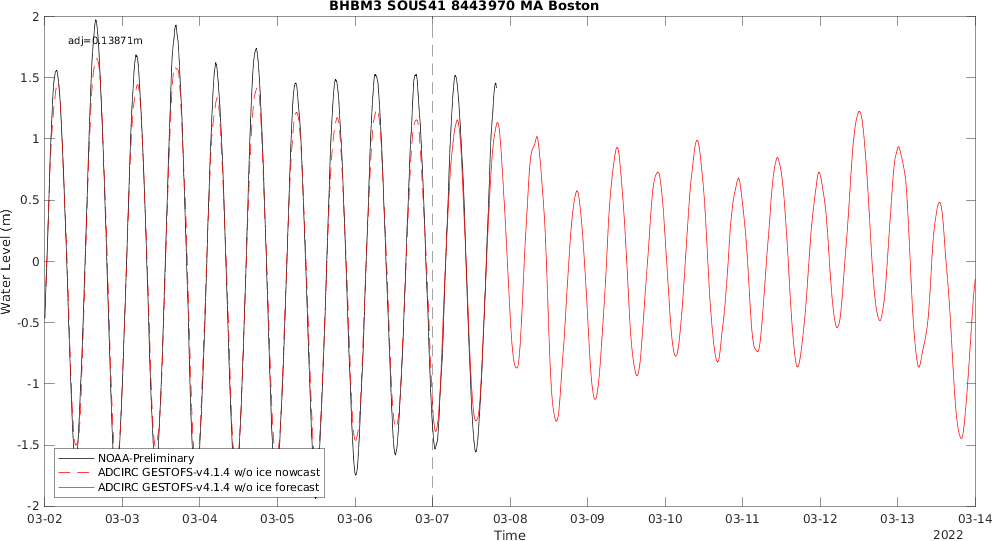 BHBM3 SOUS41 8443970 MA Boston
adj=0.13871m
2
1.5
1
0.5
0
-0.5
-1
-1.5
-2
Water Level (m)
NOAA-Preliminary
ADCIRC GESTOFS-v4.1.4 w/o ice nowcast
ADCIRC GESTOFS-v4.1.4 w/o ice forecast
03-02 03-03 03-04 03-05 03-06 03-07 03-08 03-09 03-10 03-11 03-12 03-13 03-14
Time
2022